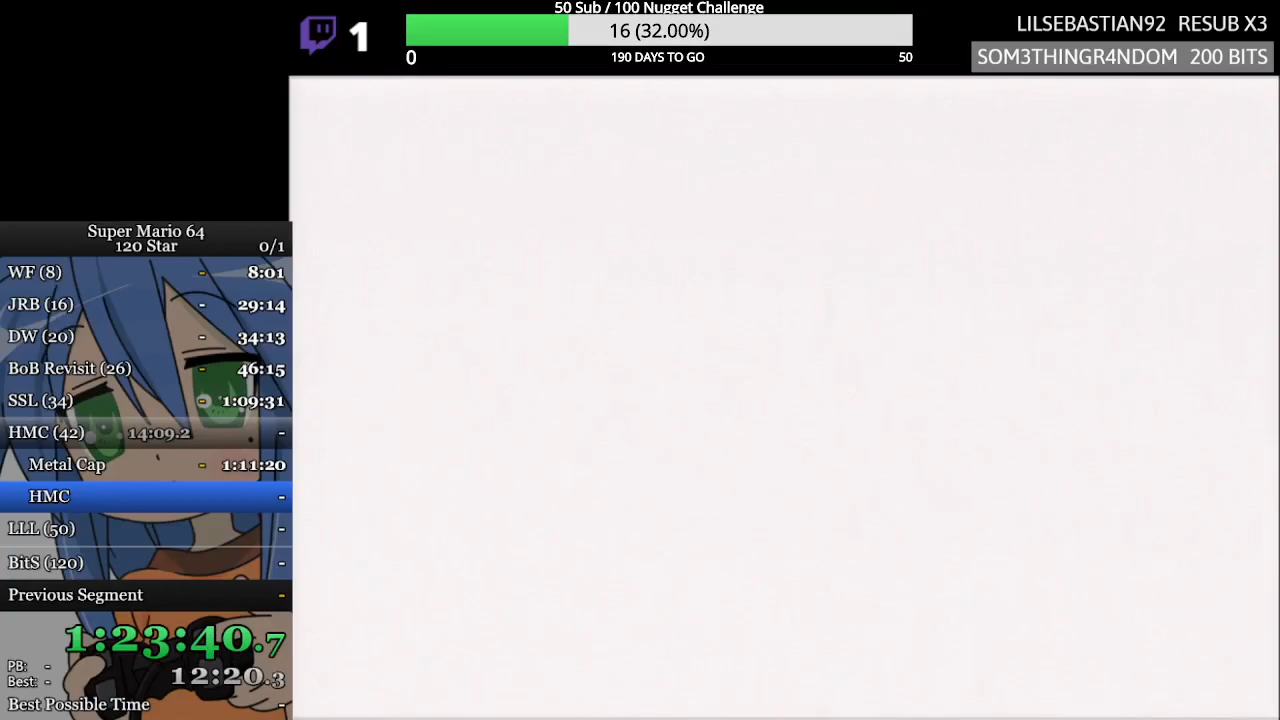 50 Sub / 100 Nugget Challenge
1
16 (32.00%)
0
190 DAYS TO GO
50
LILSEBASTIAN92 RESUB X3
SOM3THINGR4NDOM 200 BITS
Super Mario 64
120 Star 0/1
WF (8) - 8:01
JRB (16) - 29:14
DW (20) - 34:13
BoB Revisit (26) - 46:15
SSL (34) - 1:09:31
HMC (42) 14:09.2 -
Metal Cap - 1:11:20
HMC -
LLL (50) -
BitS (120) -
Previous Segment -
1:23:40.7
PB: -
Best: -
12:20.3
Best Possible Time -